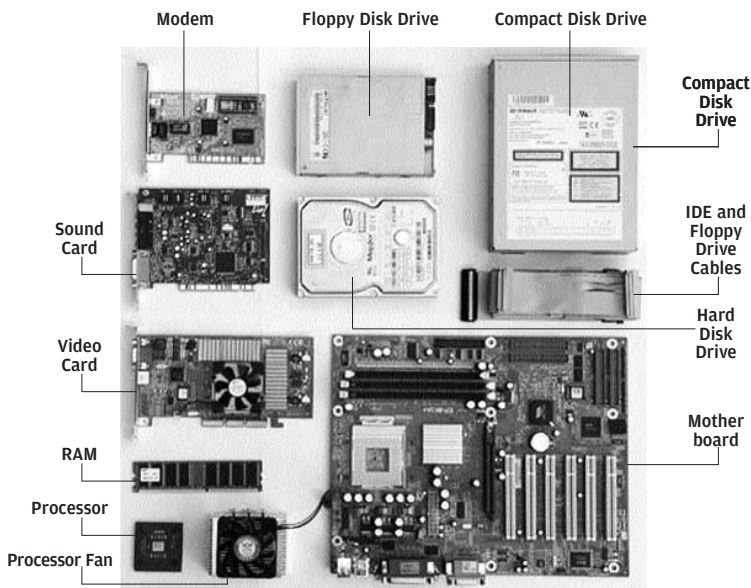 Modem
Floppy Disk Drive
Compact Disk Drive
Compact
Disk
Drive
Sound
Card
IDE and
Floppy
Drive
Cables
Hard
Disk
Drive
Video
Card
Mother
board
RAM
Processor
Processor Fan
Maxtor